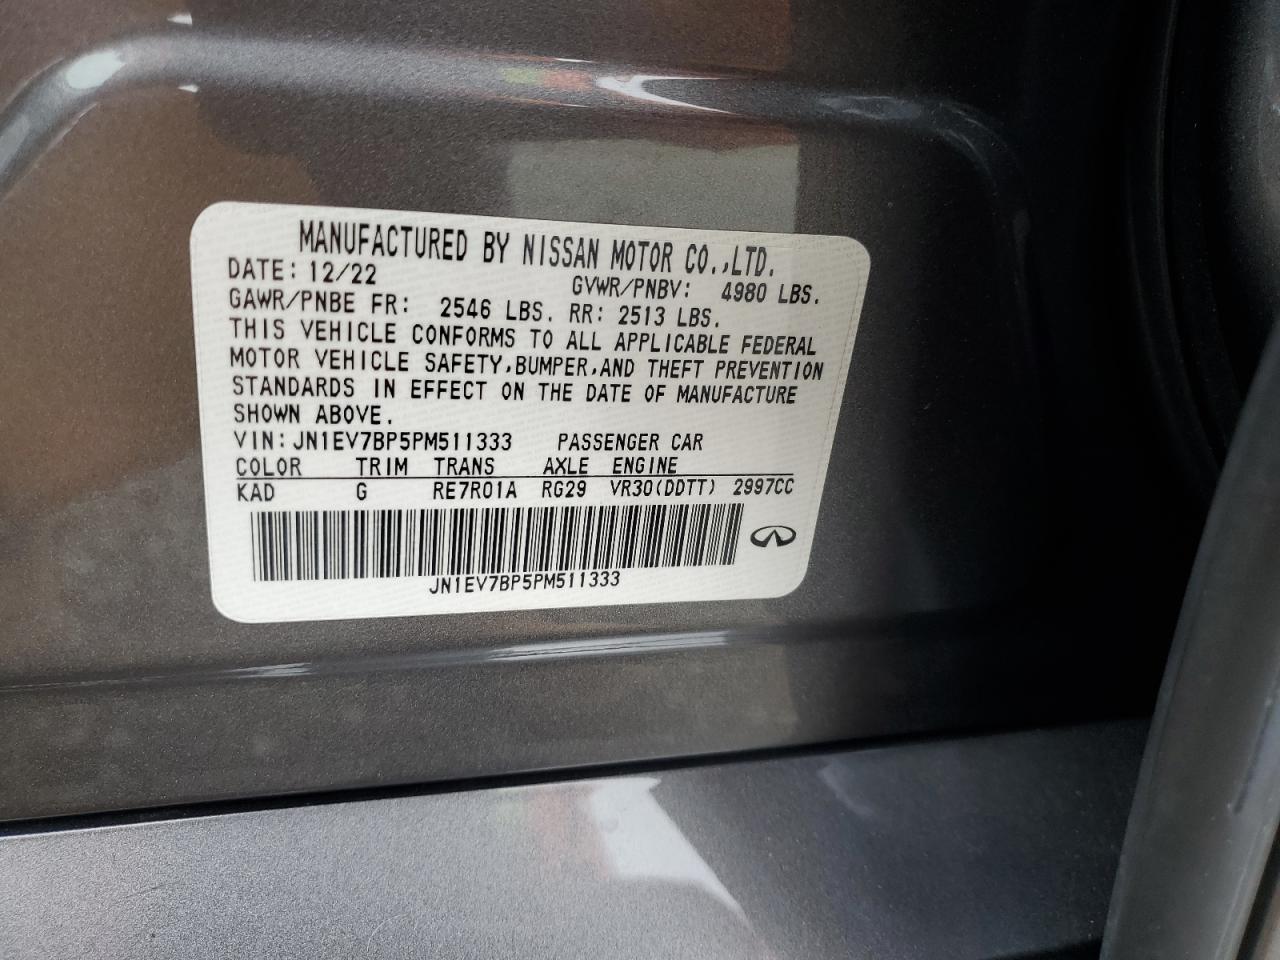 MANUFACTURED BY NISSAN MOTOR CO.,LTD.
DATE: 12/22 GVWR/PNBV: 4980 LBS.
GAWR/PNBE FR: 2546 LBS. RR: 2513 LBS.
THIS VEHICLE CONFORMS TO ALL APPLICABLE FEDERAL
MOTOR VEHICLE SAFETY,BUMPER,AND THEFT PREVENTION
STANDARDS IN EFFECT ON THE DATE OF MANUFACTURE
SHOWN ABOVE.
VIN:JN1EV7BP5PM511333 PASSENGER CAR
COLOR TRIM TRANS AXLE ENGINE
KAD G RE7R01A RG29 VR30(DDTT) 2997CC
JN1EV7BP5PM511333